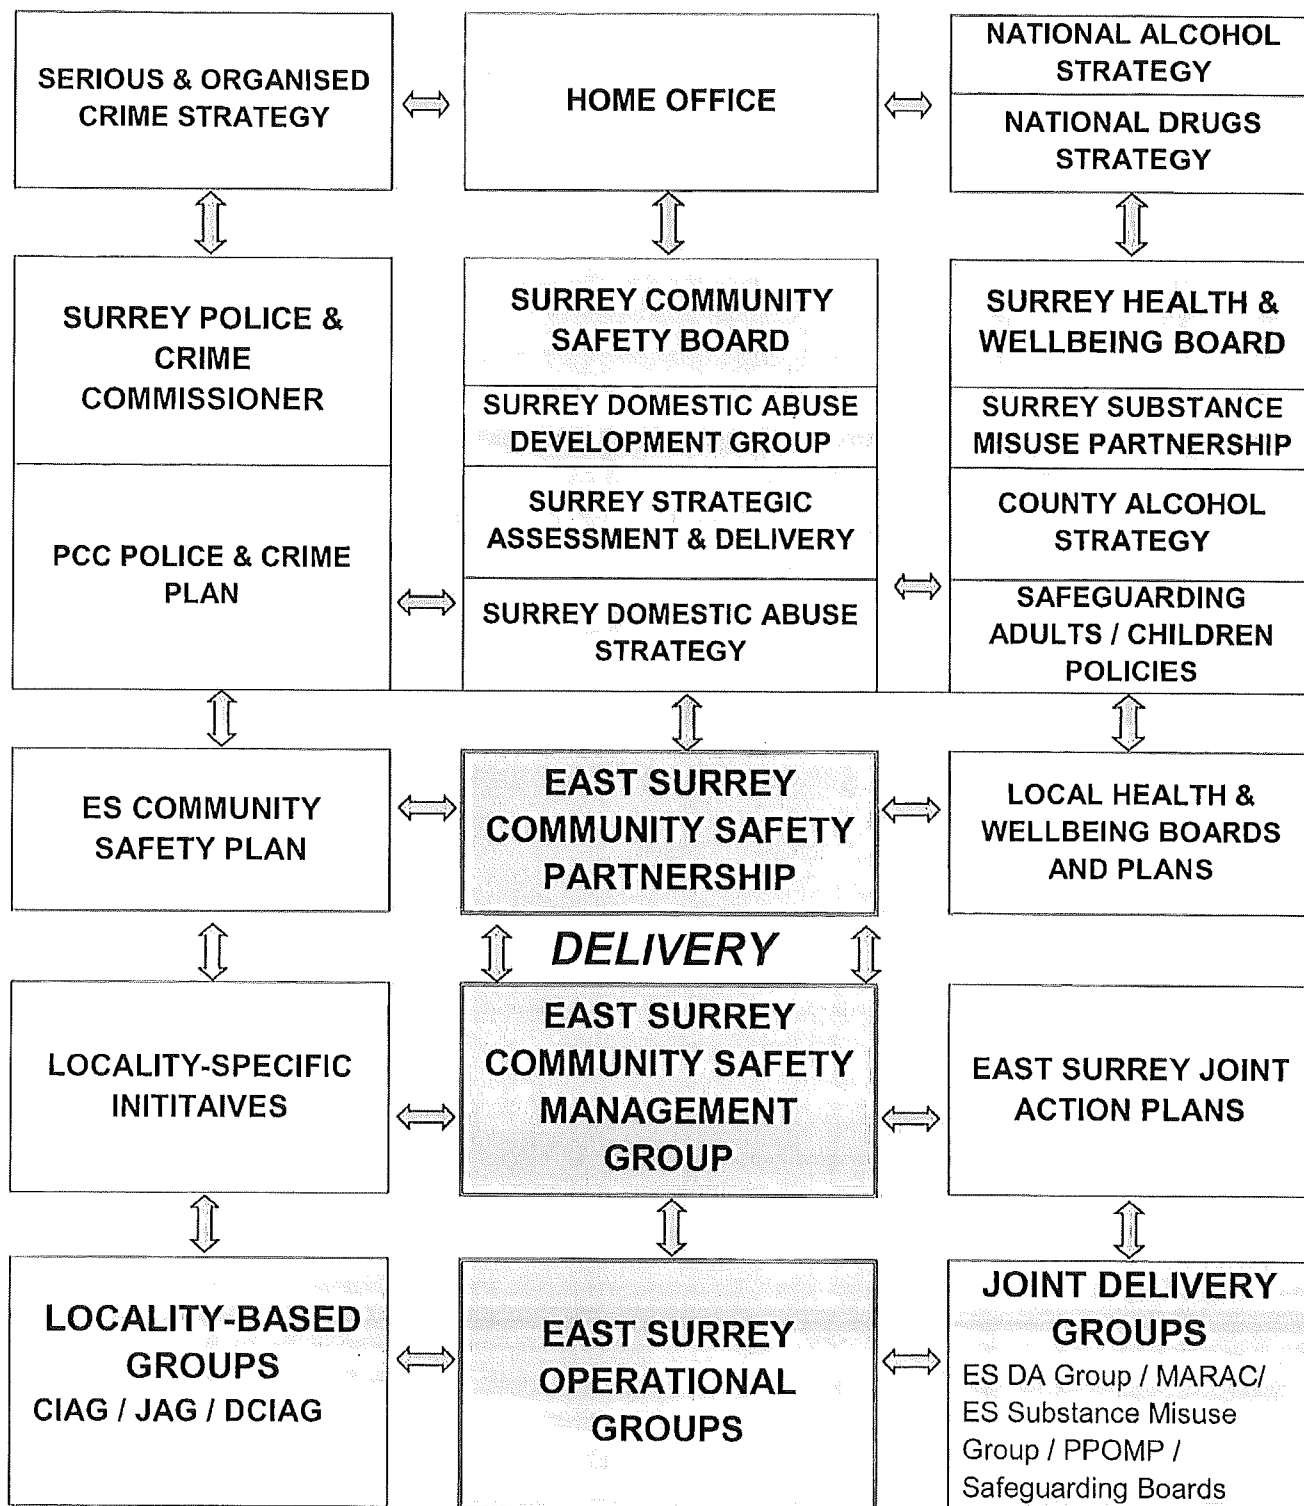 SERIOUS & ORGANISED
CRIME STRATEGY
HOME OFFICE
NATIONAL ALCOHOL
STRATEGY
NATIONAL DRUGS
STRATEGY
SURREY POLICE &
CRIME
COMMISSIONER
PCC POLICE & CRIME
PLAN
SURREY COMMUNITY
SAFETY BOARD
SURREY DOMESTIC ABUSE
DEVELOPMENT GROUP
SURREY STRATEGIC
ASSESSMENT & DELIVERY
SURREY DOMESTIC ABUSE
STRATEGY
SURREY HEALTH &
WELLBEING BOARD
SURREY SUBSTANCE
MISUSE PARTNERSHIP
COUNTY ALCOHOL
STRATEGY
SAFEGUARDING
ADULTS / CHILDREN
POLICIES
ES COMMUNITY
SAFETY PLAN
EAST SURREY
COMMUNITY SAFETY
PARTNERSHIP
LOCAL HEALTH &
WELLBEING BOARDS
AND PLANS
DELIVERY
LOCALITY-SPECIFIC
INITITAIVES
EAST SURREY
COMMUNITY SAFETY
MANAGEMENT
GROUP
EAST SURREY JOINT
ACTION PLANS
LOCALITY-BASED
GROUPS
CIAG / JAG / DCIAG
EAST SURREY
OPERATIONAL
GROUPS
JOINT DELIVERY
GROUPS
ES DA Group / MARAC/
ES Substance Misuse
Group / PPOMP /
Safeguarding Boards